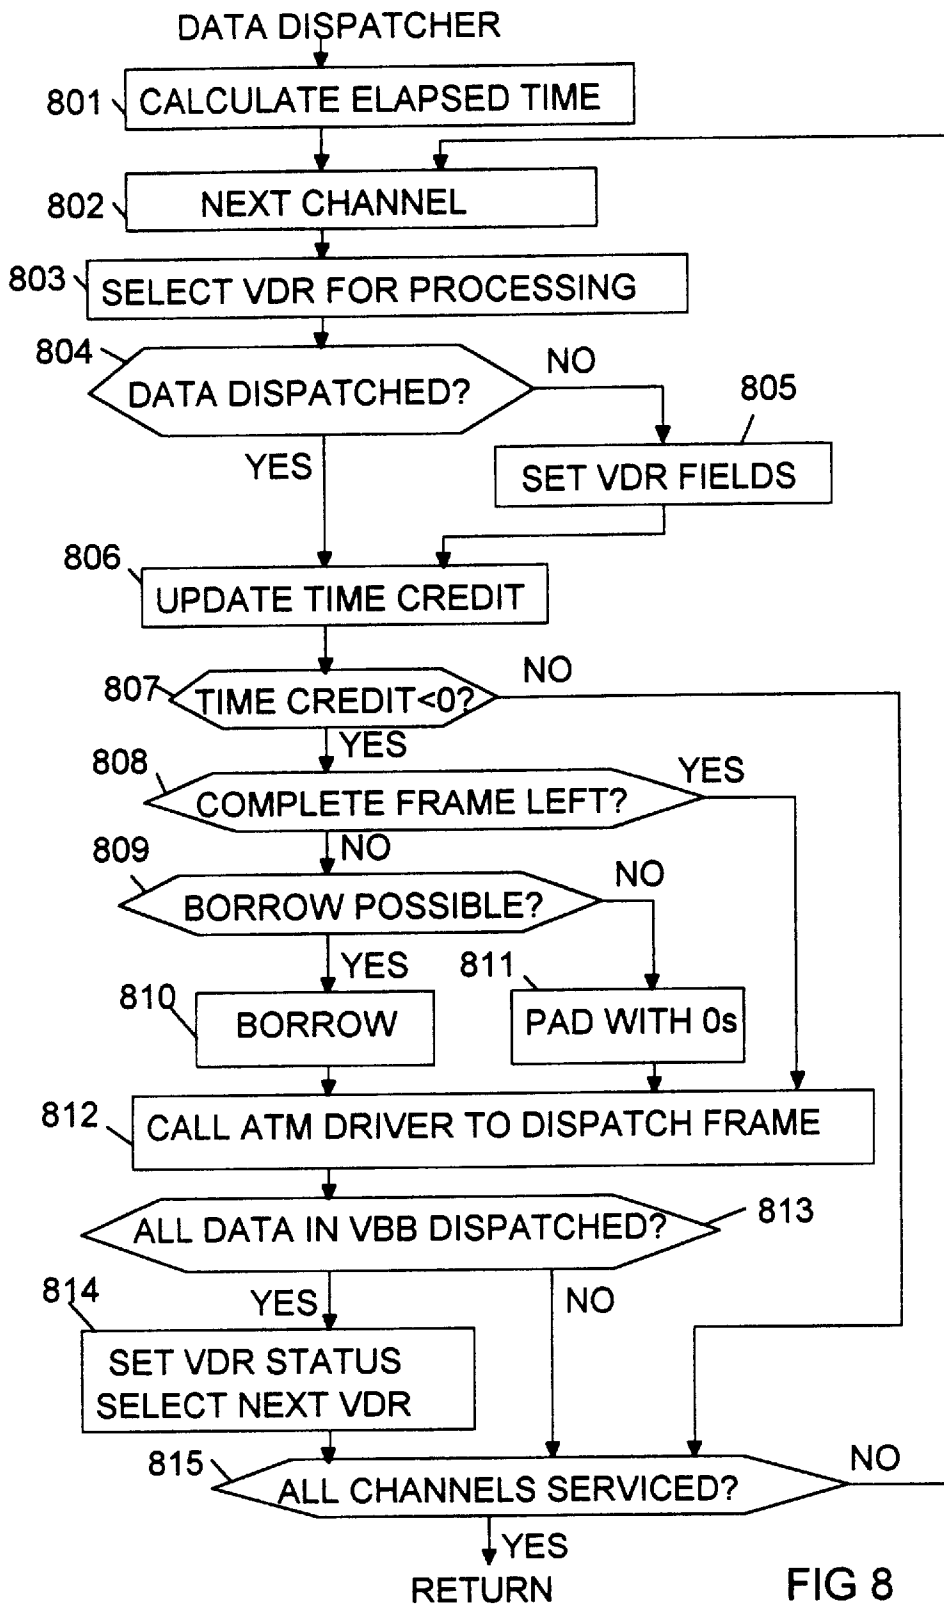 DATA DISPATCHER
801
CALCULATE ELAPSED TIME
802
NEXT CHANNEL
803
SELECT VDR FOR PROCESSING
804
DATA DISPATCHED?
NO
805
YES
SET VDR FIELDS
806
UPDATE TIME CREDIT
807
TIME CREDIT<0?
NO
YES
808
COMPLETE FRAME LEFT?
YES
NO
809
BORROW POSSIBLE?
NO
YES
810
BORROW
811
PAD WITH 0s
812
CALL ATM DRIVER TO DISPATCH FRAME
ALL DATA IN VBB DISPATCHED?
813
814
YES
NO
SET VDR STATUS
SELECT NEXT VDR
815
ALL CHANNELS SERVICED?
NO
YES
RETURN
FIG 8